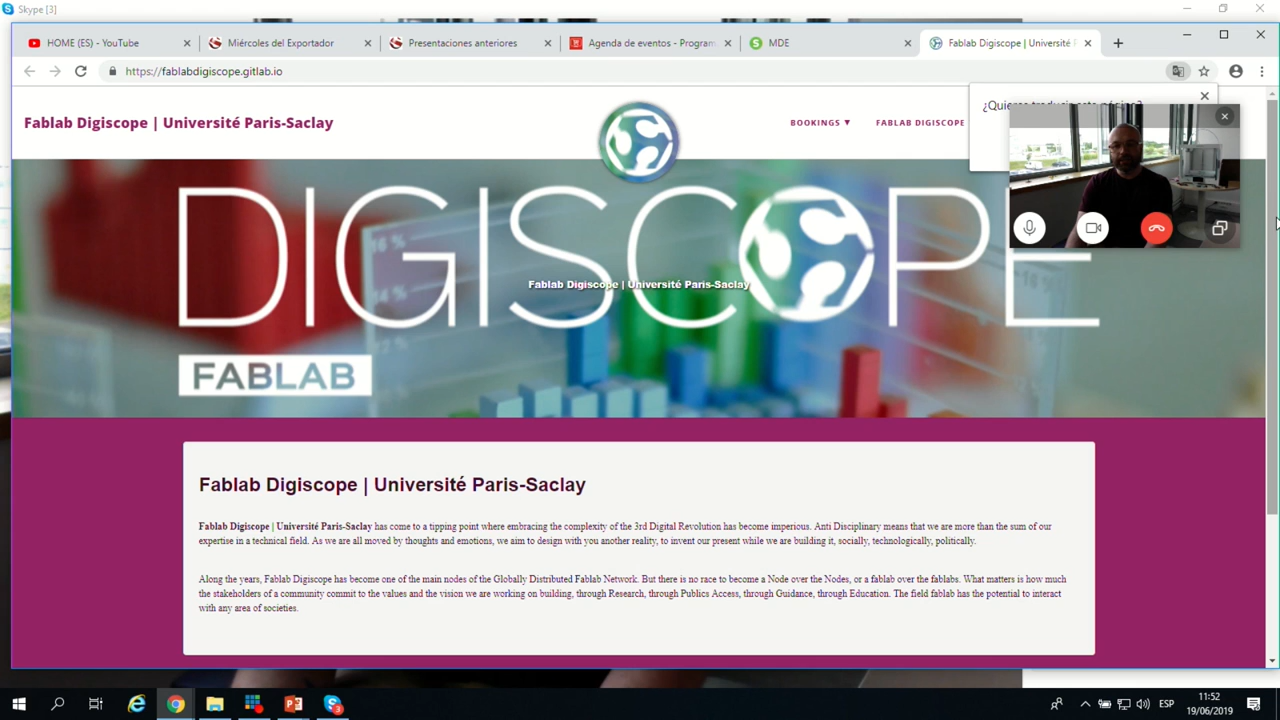 Skype [3]
HOME (ES) - YouTube
Miércoles del Exportador
Presentaciones anteriores
Agenda de eventos - Program
MDE
Fablab Digiscope | Université P
https://fablabdigiscope.gitlab.io
Fablab Digiscope | Université Paris-Saclay
BOOKINGS ▼
FABLAB DIGISCOPE
DIGISCOPE
Fablab Digiscope | Université Paris-Saclay
FABLAB
Fablab Digiscope | Université Paris-Saclay
Fablab Digiscope | Université Paris-Saclay has come to a tipping point where embracing the complexity of the 3rd Digital Revolution has become imperious. Anti Disciplinary means that we are more than the sum of our
expertise in a technical field. As we are all moved by thoughts and emotions, we aim to design with you another reality, to invent our present while we are building it, socially, technologically, politically.
Along the years, Fablab Digiscope has become one of the main nodes of the Globally Distributed Fablab Network. But there is no race to become a Node over the Nodes, or a fablab over the fablabs. What matters is how much
the stakeholders of a community commit to the values and the vision we are working on building, through Research, through Publics Access, through Guidance, through Education. The field fablab has the potential to interact
with any area of societies.
ESP
11:52
19/06/2019